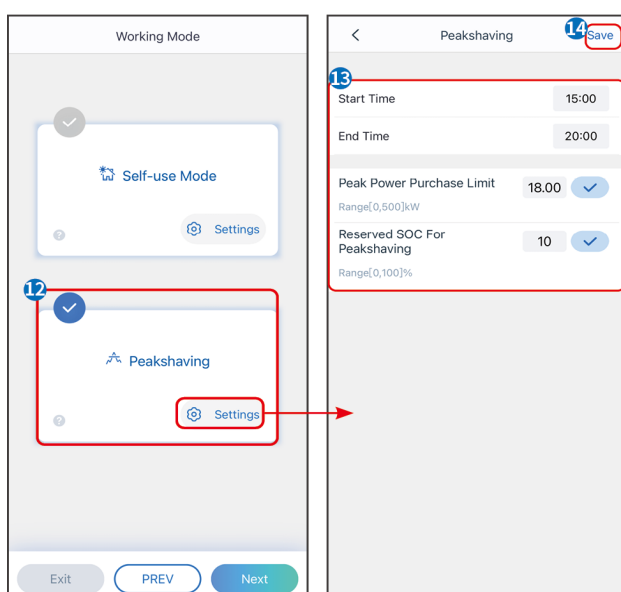 Working Mode
Self-use Mode
Settings
12
Peakshaving
Settings
Exit
PREV
Next
Peakshaving
14
Save
13
Start Time
15:00
End Time
20:00
Peak Power Purchase Limit
18.00
Range[0,500]kW
Reserved SOC For
Peakshaving
10
Range[0,100]%